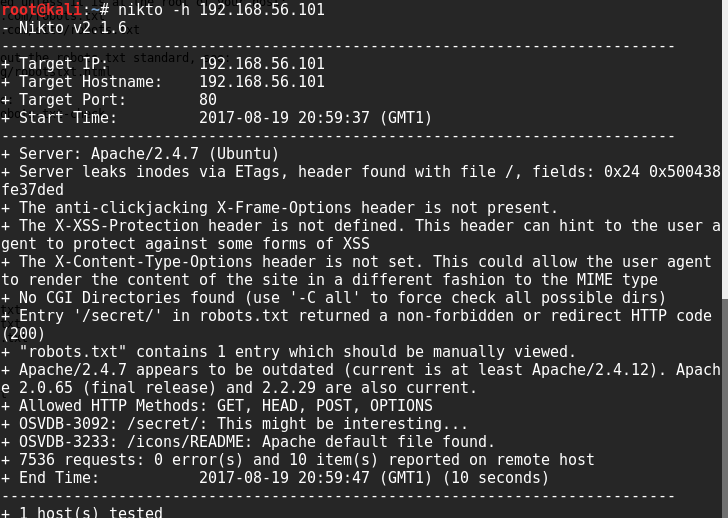 root@kali:~# nikto -h 192.168.56.101
- Nikto v2.1.6
---------------------------------------------------------------------------
+ Target IP:          192.168.56.101
+ Target Hostname:    192.168.56.101
+ Target Port:        80
+ Start Time:         2017-08-19 20:59:37 (GMT1)
---------------------------------------------------------------------------
+ Server: Apache/2.4.7 (Ubuntu)
+ Server leaks inodes via ETags, header found with file /, fields: 0x24 0x500438
fe37ded
+ The anti-clickjacking X-Frame-Options header is not present.
+ The X-XSS-Protection header is not defined. This header can hint to the user a
gent to protect against some forms of XSS
+ The X-Content-Type-Options header is not set. This could allow the user agent
to render the content of the site in a different fashion to the MIME type
+ No CGI Directories found (use '-C all' to force check all possible dirs)
+ Entry '/secret/' in robots.txt returned a non-forbidden or redirect HTTP code
(200)
+ "robots.txt" contains 1 entry which should be manually viewed.
+ Apache/2.4.7 appears to be outdated (current is at least Apache/2.4.12). Apach
e 2.0.65 (final release) and 2.2.29 are also current.
+ Allowed HTTP Methods: GET, HEAD, POST, OPTIONS
+ OSVDB-3092: /secret/: This might be interesting...
+ OSVDB-3233: /icons/README: Apache default file found.
+ 7536 requests: 0 error(s) and 10 item(s) reported on remote host
+ End Time:           2017-08-19 20:59:47 (GMT1) (10 seconds)
---------------------------------------------------------------------------
+ 1 host(s) tested